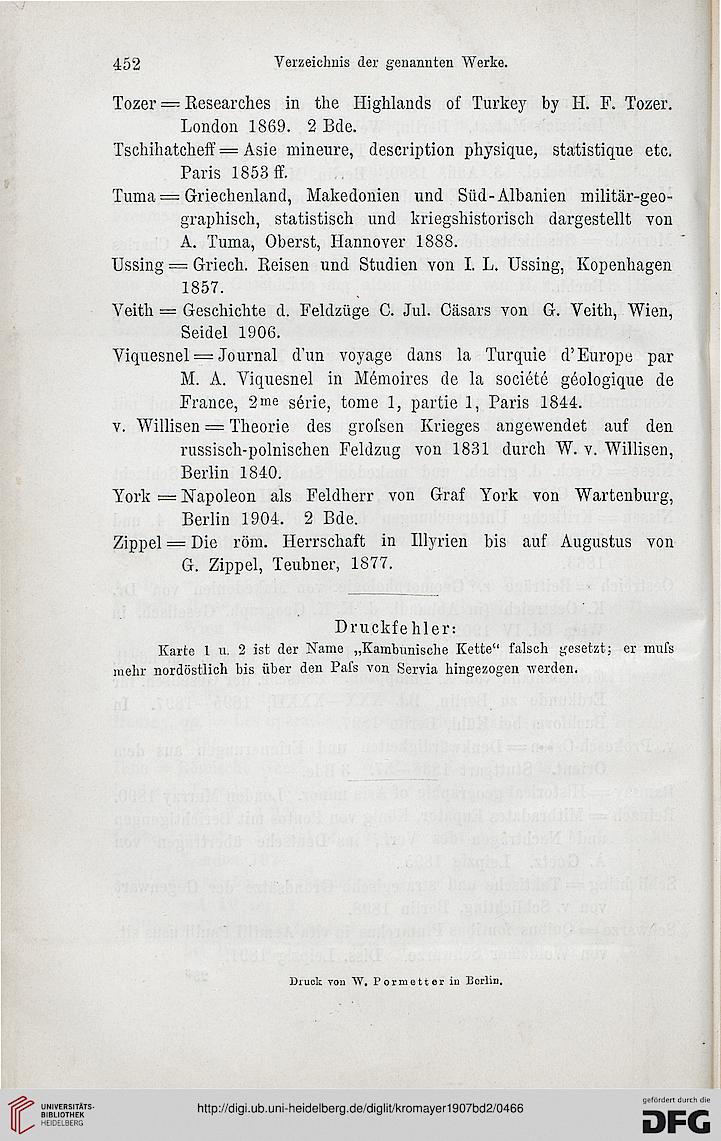 452 Verzeichnis der genannten Werke.
Tozer = Researches in the Highlands of Turkey by H. F. Tozer.
London 1869. 2 Bde.
Tschihatcheff = Asie mineure, description physique, statistique etc.
Paris 1853 ff.
Tuma = Griechenland, Makedonien und Süd-Albanien militär-geo-
graphisch, statistisch und kriegshistorisch dargestellt von
A. Tuma, Oberst, Hannover 1888.
Ussing = Griech. Reisen und Studien von I. L. Ussing, Kopenhagen
1857.
Veith = Geschichte d. Feldzüge C. Jul. Cäsars von G. Veith, Wien,
Seidel 1906.
Viquesnel = Journal d'un voyage dans la Turquie d'Europe par
M. A. Viquesnel in Mémoires de la société géologique de
France, 2me série, tome 1, partie 1, Paris 1844.
v. Willisen = Theorie des grofsen Krieges angewendet auf den
russisch-polnischen Feldzug von 1831 durch W. v. Willisen,
Berlin 1840.
York = Napoleon als Feldherr von Graf York von Wartenburg,
Berlin 1904. 2 Bde.
Zippel = Die röm. Herrschaft in Illyrien bis auf Augustus von
G. Zippel, Teubner, 1877.
Druckfehler:
Karte 1 u. 2 ist der Name „Kambunische Kette“ falsch gesetzt; er mufs
mehr nordöstlich bis über den Pafs von Servia hingezogen werden.
Druck von W. Pormetter in Berlin.
UNIVERSITÄTS-
BIBLIOTHEK
HEIDELBERG
http://digi.ub.uni-heidelberg.de/diglit/kromayer1907bd2/0466
gefördert durch die
DFG